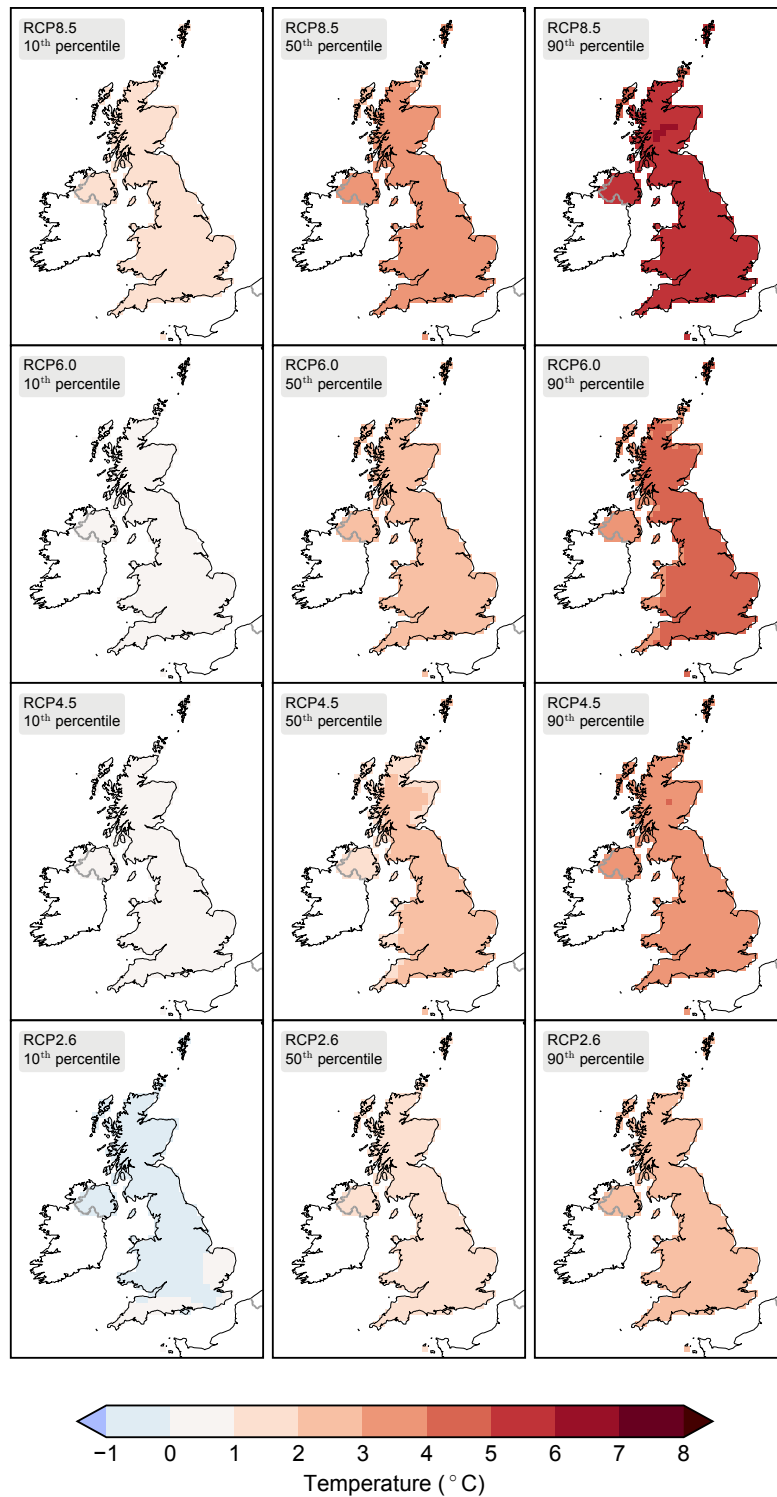 RCP8.5
10th percentile
RCP8.5
50th percentile
RCP8.5
90th percentile
RCP6.0
10th percentile
RCP6.0
50th percentile
RCP6.0
90th percentile
RCP4.5
10th percentile
RCP4.5
50th percentile
RCP4.5
90th percentile
RCP2.6
10th percentile
RCP2.6
50th percentile
RCP2.6
90th percentile
−1 0 1 2 3 4 5 6 7 8
Temperature (°C)